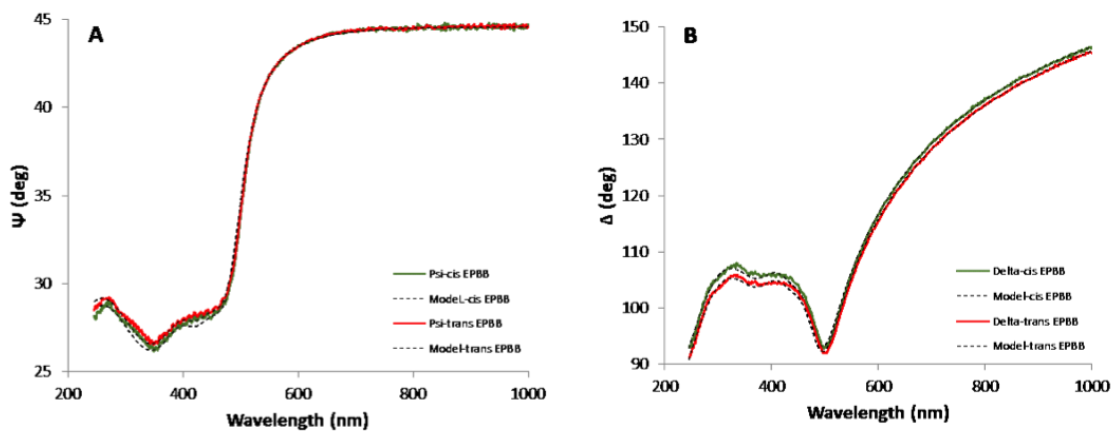 A
45
40
35
30
25
Ψ (deg)
Psi-cis EPBB
ModeL-cis EPBB
Psi-trans EPBB
Model-trans EPBB
200 400 600 800 1000
Wavelength (nm)
B
150
140
130
120
110
100
90
Δ (deg)
Delta-cis EPBB
Model-cis EPBB
Delta-trans EPBB
Model-trans EPBB
200 400 600 800 1000
Wavelength (nm)